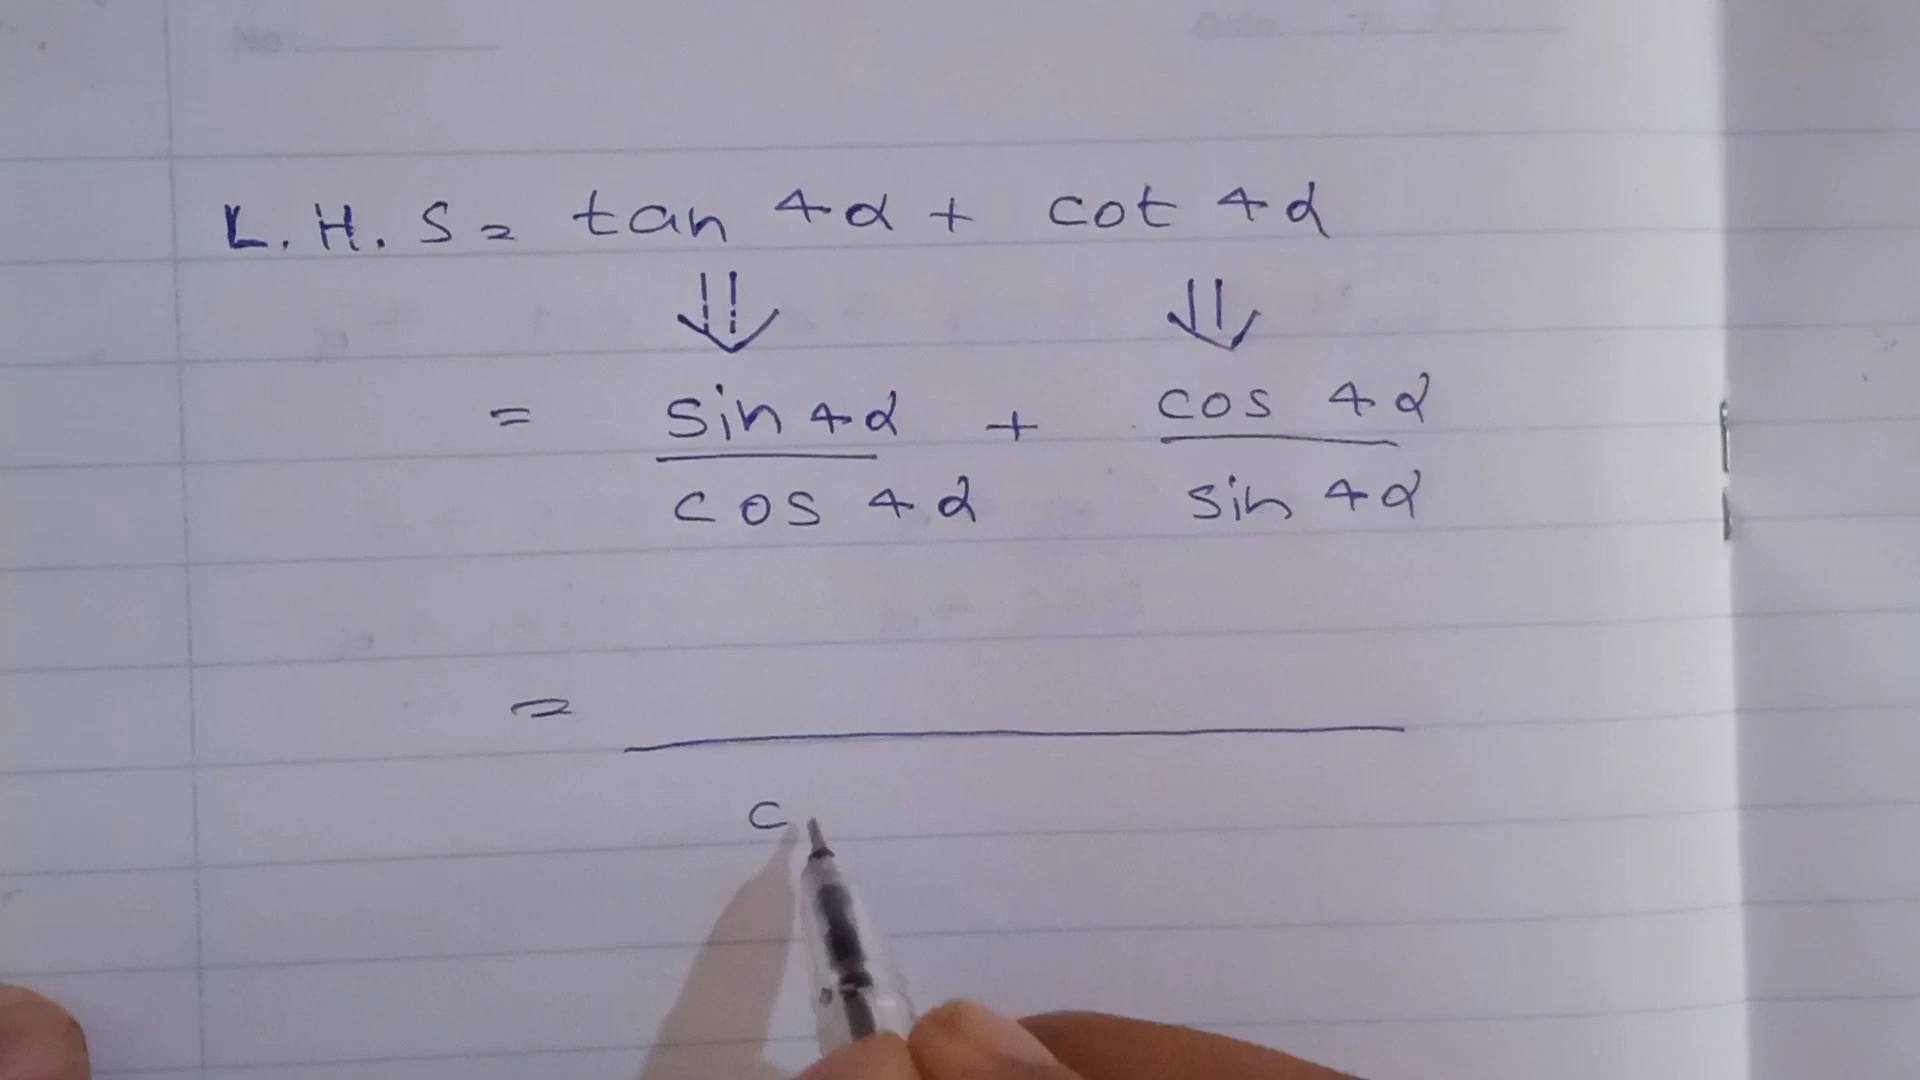 L.H.S = tan 4α + cot 4α
⇓ ⇓
= sin 4α / cos 4α + cos 4α / sin 4α
=
c